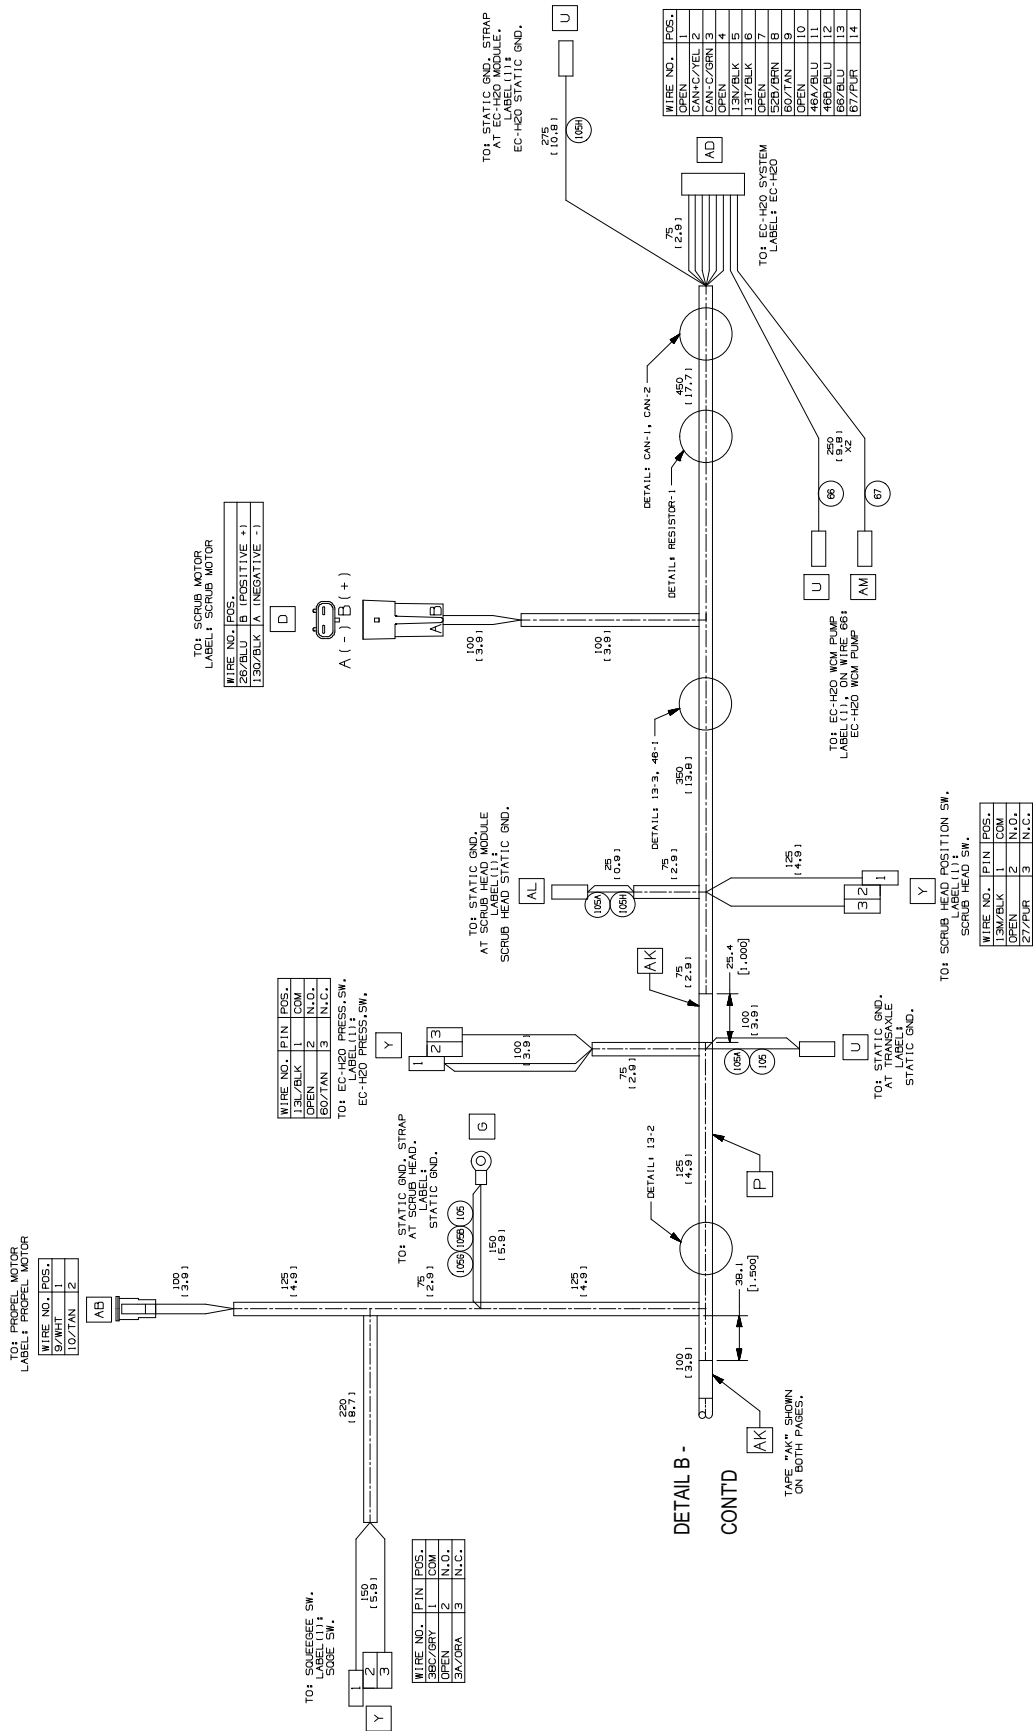 TO: PROPEL MOTOR
LABEL: PROPEL MOTOR
WIRE NO. POS.
9/WHT 1
10/TAN 2
AB
100
[3.9]
125
[4.9]
220
[8.7]
TO: SQUEEGEE SW.
LABEL(1):
SQGE SW.
150
[5.9]
1
2
3
Y
WIRE NO. PIN POS.
38C/GRY 1 COM
OPEN 2 N.O.
3A/ORA 3 N.C.
75
[2.9]
125
[4.9]
TO: STATIC GND. STRAP
AT SCRUB HEAD.
LABEL:
STATIC GND.
105G
105B
105
150
[5.9]
G
DETAIL B -
CONT'D
100
[3.9]
38.1
[1.500]
AK
TAPE "AK" SHOWN
ON BOTH PAGES.
DETAIL: 13-2
125
[4.9]
P
WIRE NO. PIN POS.
13L/BLK 1 COM
OPEN 2 N.O.
60/TAN 3 N.C.
TO: EC-H2O PRESS.SW.
LABEL(1):
EC-H2O PRESS.SW.
Y
1
2
3
100
[3.9]
75
[2.9]
105A
105
100
[3.9]
25.4
[1.000]
U
TO: STATIC GND.
AT TRANSAXLE
LABEL:
STATIC GND.
AK
75
[2.9]
TO: STATIC GND.
AT SCRUB HEAD MODULE
LABEL(1):
SCRUB HEAD STATIC GND.
AL
25
[0.9]
105A
105H
75
[2.9]
125
[4.9]
3
2
1
Y
TO: SCRUB HEAD POSITION SW.
LABEL(1):
SCRUB HEAD SW.
WIRE NO. PIN POS.
13M/BLK 1 COM
OPEN 2 N.O.
27/PUR 3 N.C.
350
[13.8]
DETAIL: 13-3, 46-1
TO: SCRUB MOTOR
LABEL: SCRUB MOTOR
WIRE NO. POS.
26/BLU B (POSITIVE +)
13Q/BLK A (NEGATIVE -)
D
A (-) B (+)
A B
100
[3.9]
100
[3.9]
DETAIL: RESISTOR-1
DETAIL: CAN-1, CAN-2
450
[17.7]
TO: STATIC GND. STRAP
AT EC-H2O MODULE.
LABEL(1):
EC-H2O STATIC GND.
U
275
[10.8]
105H
75
[2.9]
AD
TO: EC-H2O SYSTEM
LABEL: EC-H2O
WIRE NO. POS.
OPEN 1
CAN+C/YEL 2
CAN-C/GRN 3
OPEN 4
13N/BLK 5
13T/BLK 6
OPEN 7
52B/BRN 8
60/TAN 9
OPEN 10
46A/BLU 11
46B/BLU 12
66/BLU 13
67/PUR 14
250
[9.8]
X2
66
67
U
AM
TO: EC-H2O WCM PUMP
LABEL(1), ON WIRE 66:
EC-H2O WCM PUMP